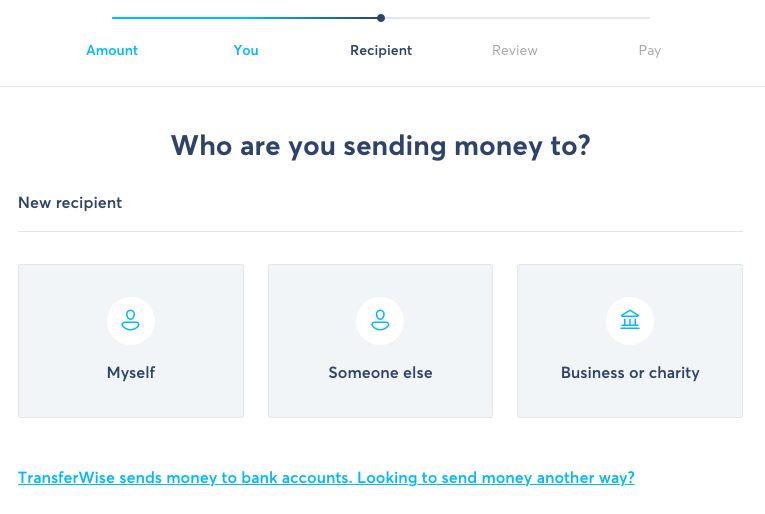 Amount You Recipient Review Pay
Who are you sending money to?
New recipient
Myself Someone else Business or charity
TransferWise sends money to bank accounts. Looking to send money another way?